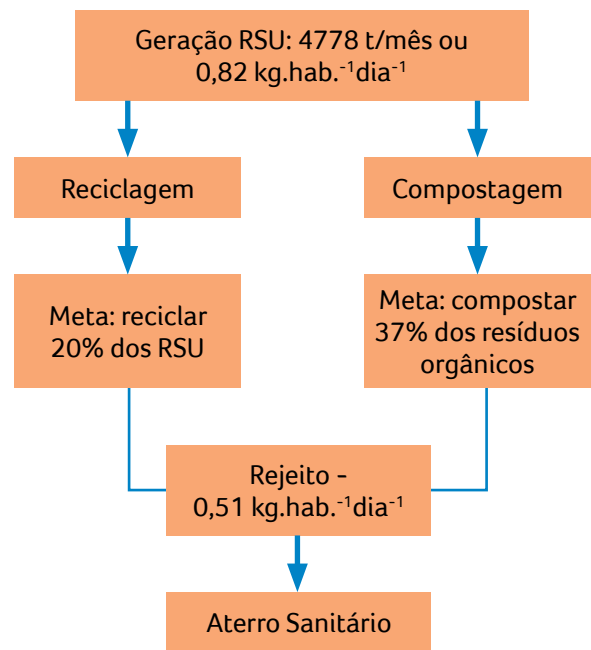 Geração RSU: 4778 t/mês ou
0,82 kg.hab.⁻¹dia⁻¹
Reciclagem
Compostagem
Meta: reciclar
20% dos RSU
Meta: compostar
37% dos resíduos
orgânicos
Rejeito -
0,51 kg.hab.⁻¹dia⁻¹
Aterro Sanitário